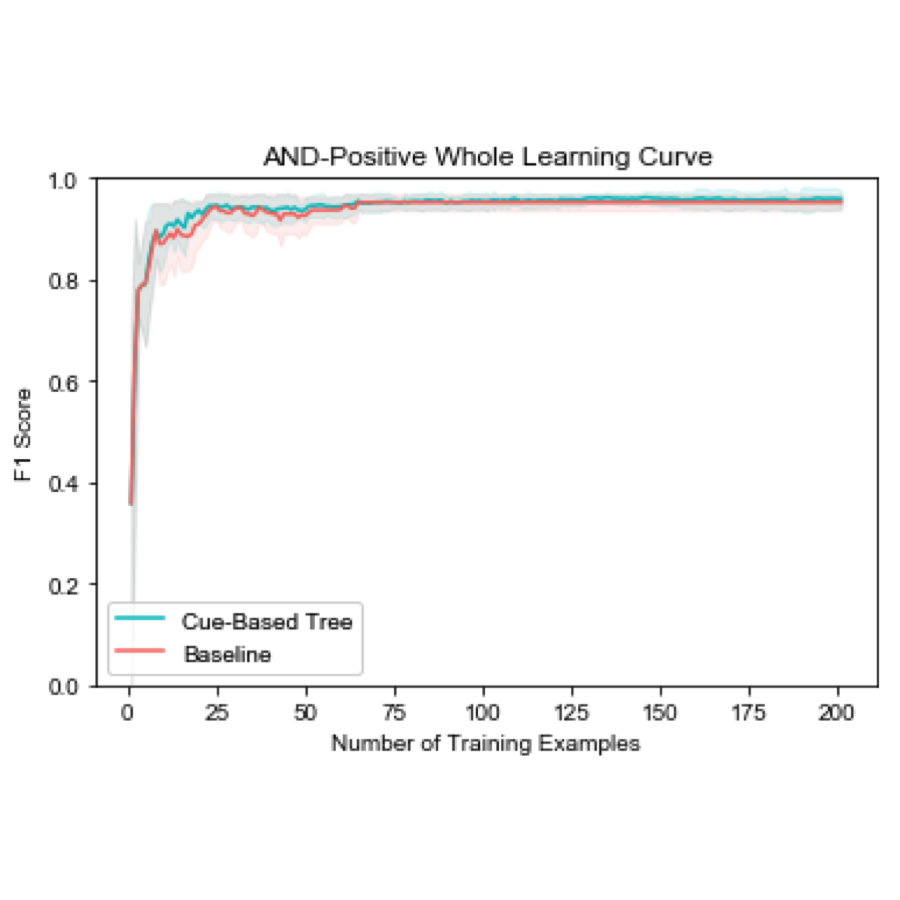 AND-Positive Whole Learning Curve
1.0
0.8
0.6
0.4
0.2
0.0
F1 Score
Cue-Based Tree
Baseline
0 25 50 75 100 125 150 175 200
Number of Training Examples